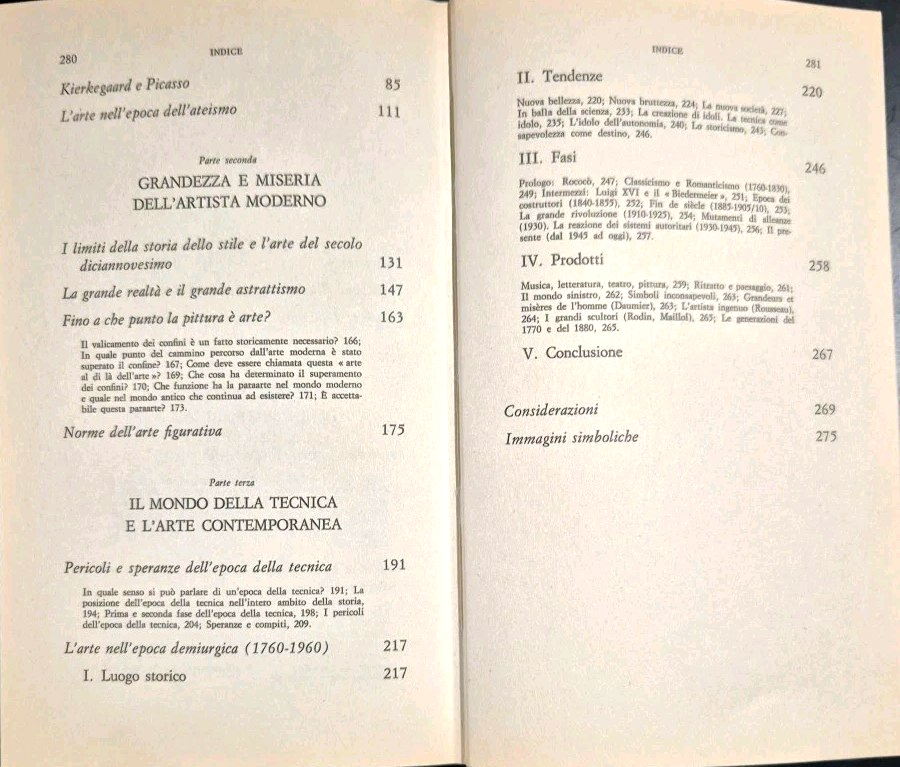 280
INDICE
Kierkegaard e Picasso 85
L'arte nell'epoca dell'ateismo 111
Parte seconda
GRANDEZZA E MISERIA
DELL'ARTISTA MODERNO
I limiti della storia dello stile e l'arte del secolo
diciannovesimo 131
La grande realtà e il grande astrattismo 147
Fino a che punto la pittura è arte? 163
Il valicamento dei confini è un fatto storicamente necessario? 166;
In quale punto del cammino percorso dall'arte moderna è stato
superato il confine? 167; Come deve essere chiamata questa « arte
al di là dell'arte »? 169; Che cosa ha determinato il superamento
dei confini? 170; Che funzione ha la paraarte nel mondo moderno
e quale nel mondo antico che continua ad esistere? 171; È accetta-
bile questa paraarte? 173.
Norme dell'arte figurativa 175
Parte terza
IL MONDO DELLA TECNICA
E L'ARTE CONTEMPORANEA
Pericoli e speranze dell'epoca della tecnica 191
In quale senso si può parlare di un'epoca della tecnica? 191; La
posizione dell'epoca della tecnica nell'intero ambito della storia,
194; Prima e seconda fase dell'epoca della tecnica, 198; I pericoli
dell'epoca della tecnica, 204; Speranze e compiti, 209.
L'arte nell'epoca demiurgica (1760-1960) 217
I. Luogo storico 217
INDICE
281
II. Tendenze 220
Nuova bellezza, 220; Nuova bruttezza, 224; La nuova società, 227;
In balla della scienza, 233; La creazione di idoli. La tecnica come
idolo, 235; L'idolo dell'autonomia, 240; Lo storicismo, 243; Con-
sapevolezza come destino, 246.
III. Fasi 246
Prologo: Rococò, 247; Classicismo e Romanticismo (1760-1830),
249; Intermezzi: Luigi XVI e il « Biedermeier », 251; Epoca dei
costruttori (1840-1855), 252; Fin de siècle (1885-1905/10), 253;
La grande rivoluzione (1910-1925), 254; Mutamenti di alleanze
(1930). La reazione dei sistemi autoritari (1930-1945), 256; Il pre-
sente (dal 1945 ad oggi), 257.
IV. Prodotti 258
Musica, letteratura, teatro, pittura, 259; Ritratto e paesaggio, 261;
Il mondo sinistro, 262; Simboli inconsapevoli, 263; Grandeurs et
misères de l'homme (Daumier), 263; L'artista ingenuo (Rousseau),
264; I grandi scultori (Rodin, Maillol), 265; Le generazioni del
1770 e del 1880, 265.
V. Conclusione 267
Considerazioni 269
Immagini simboliche 275